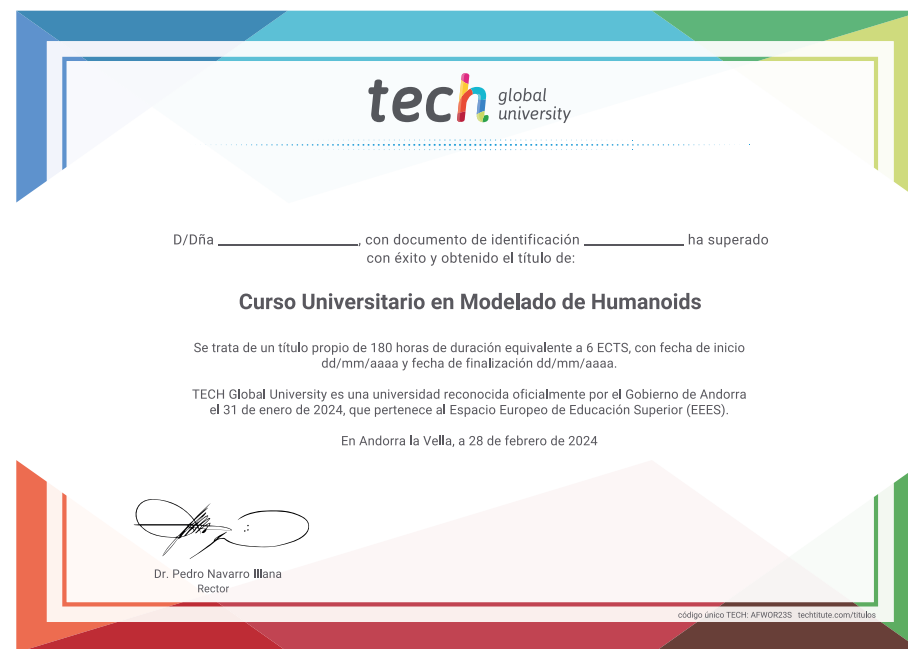 tech global university
D/Dña ______________, con documento de identificación __________ ha superado
con éxito y obtenido el título de:
Curso Universitario en Modelado de Humanoids
Se trata de un título propio de 180 horas de duración equivalente a 6 ECTS, con fecha de inicio
dd/mm/aaaa y fecha de finalización dd/mm/aaaa.
TECH Global University es una universidad reconocida oficialmente por el Gobierno de Andorra
el 31 de enero de 2024, que pertenece al Espacio Europeo de Educación Superior (EEES).
En Andorra la Vella, a 28 de febrero de 2024
Dr. Pedro Navarro Illana
Rector
código único TECH: AFWOR23S techtitute.com/titulos